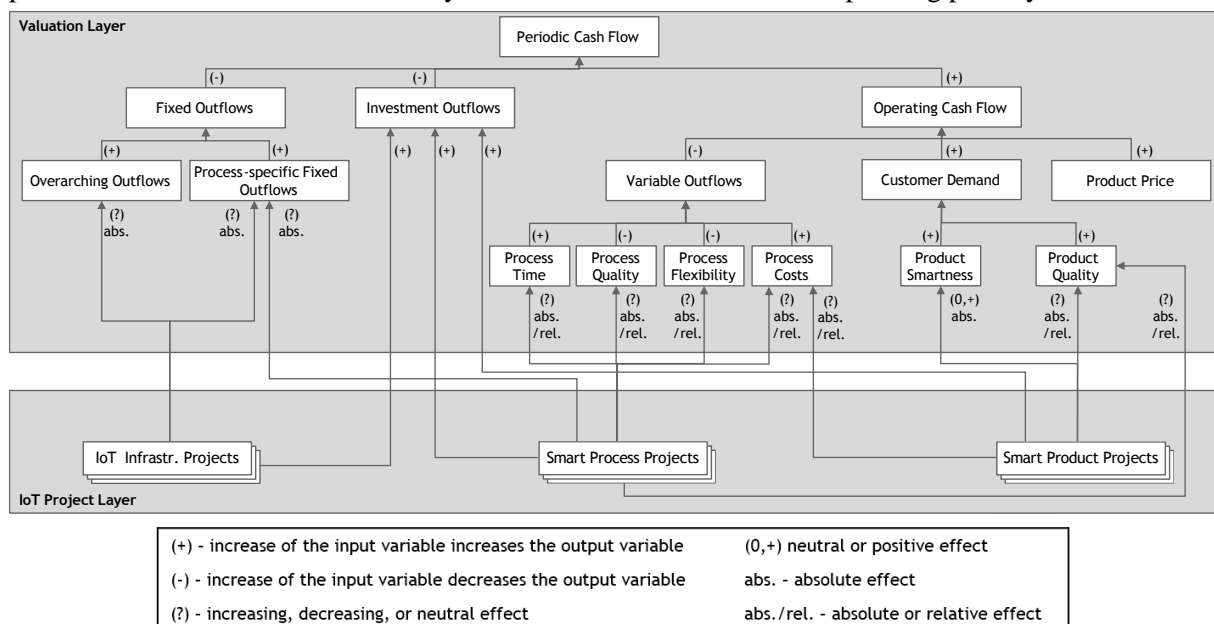 Valuation Layer
Periodic Cash Flow
(-)
(-)
(+)
Fixed Outflows
Investment Outflows
Operating Cash Flow
(+)
(+)
(+)
(+)
(+)
(-)
(+)
(+)
Overarching Outflows
Process-specific Fixed
Outflows
Variable Outflows
Customer Demand
Product Price
(?)
abs.
(?)
abs.
(?)
abs.
(+)
(-)
(-)
(+)
(+)
(+)
Process
Time
Process
Quality
Process
Flexibility
Process
Costs
Product
Smartness
Product
Quality
(?)
abs.
/rel.
(?)
abs.
/rel.
(?)
abs.
/rel.
(?)
abs.
/rel.
(?)
abs.
/rel.
(0,+)
abs.
(?)
abs.
/rel.
(?)
abs.
/rel.
IoT Infrastr. Projects
Smart Process Projects
Smart Product Projects
IoT Project Layer
(+) - increase of the input variable increases the output variable
(0,+) neutral or positive effect
(-) - increase of the input variable decreases the output variable
abs. - absolute effect
(?) - increasing, decreasing, or neutral effect
abs./rel. - absolute or relative effect